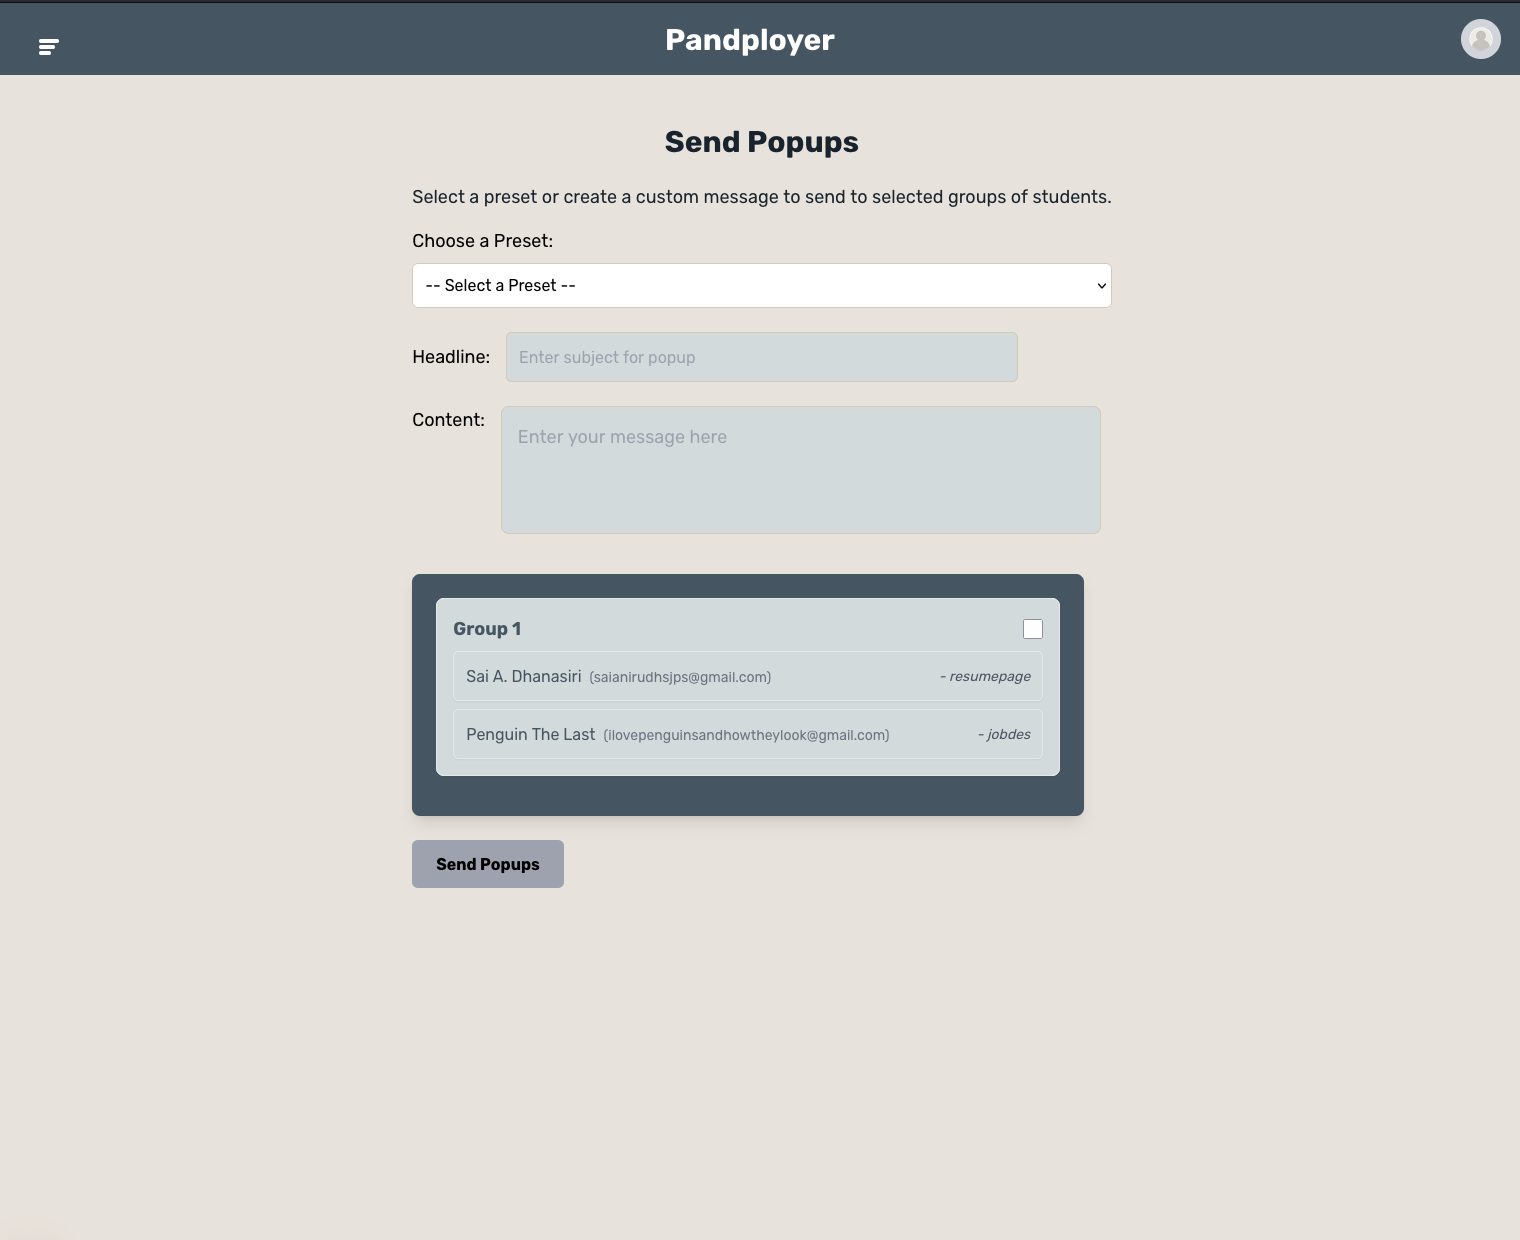 Pandployer
Send Popups
Select a preset or create a custom message to send to selected groups of students.
Choose a Preset:
-- Select a Preset --
Headline: Enter subject for popup
Content: Enter your message here
Group 1
Sai A. Dhanasiri (saianirudhsjps@gmail.com) - resumepage
Penguin The Last (ilovepenguinsandhowtheylook@gmail.com) - jobdes
Send Popups